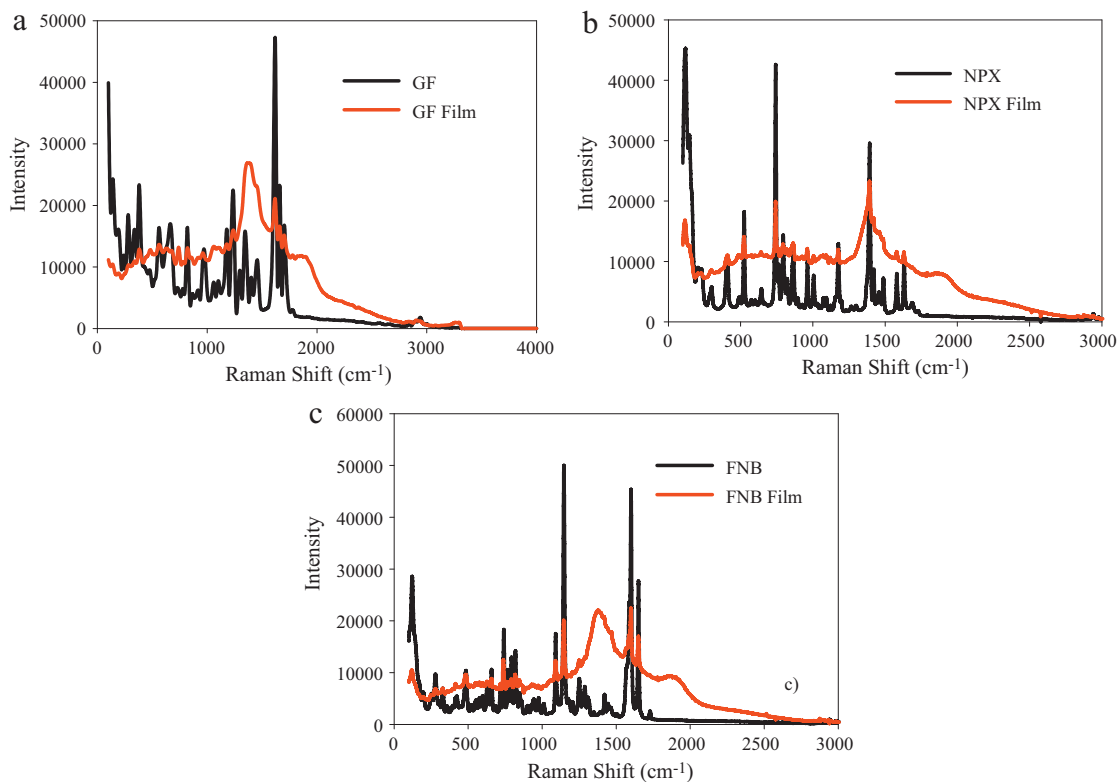 a
50000
40000
30000
20000
10000
0
Intensity
GF
GF Film
0 1000 2000 3000 4000
Raman Shift (cm-1)
b
50000
40000
30000
20000
10000
0
Intensity
NPX
NPX Film
0 500 1000 1500 2000 2500 3000
Raman Shift (cm-1)
c
60000
50000
40000
30000
20000
10000
0
Intensity
FNB
FNB Film
c)
0 500 1000 1500 2000 2500 3000
Raman Shift (cm-1)